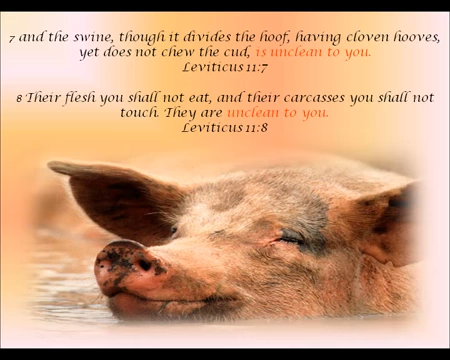 7 and the swine, though it divides the hoof, having cloven hooves,
yet does not chew the cud, is unclean to you.
Leviticus 11:7
8 Their flesh you shall not eat, and their carcasses you shall not
touch. They are unclean to you.
Leviticus 11:8